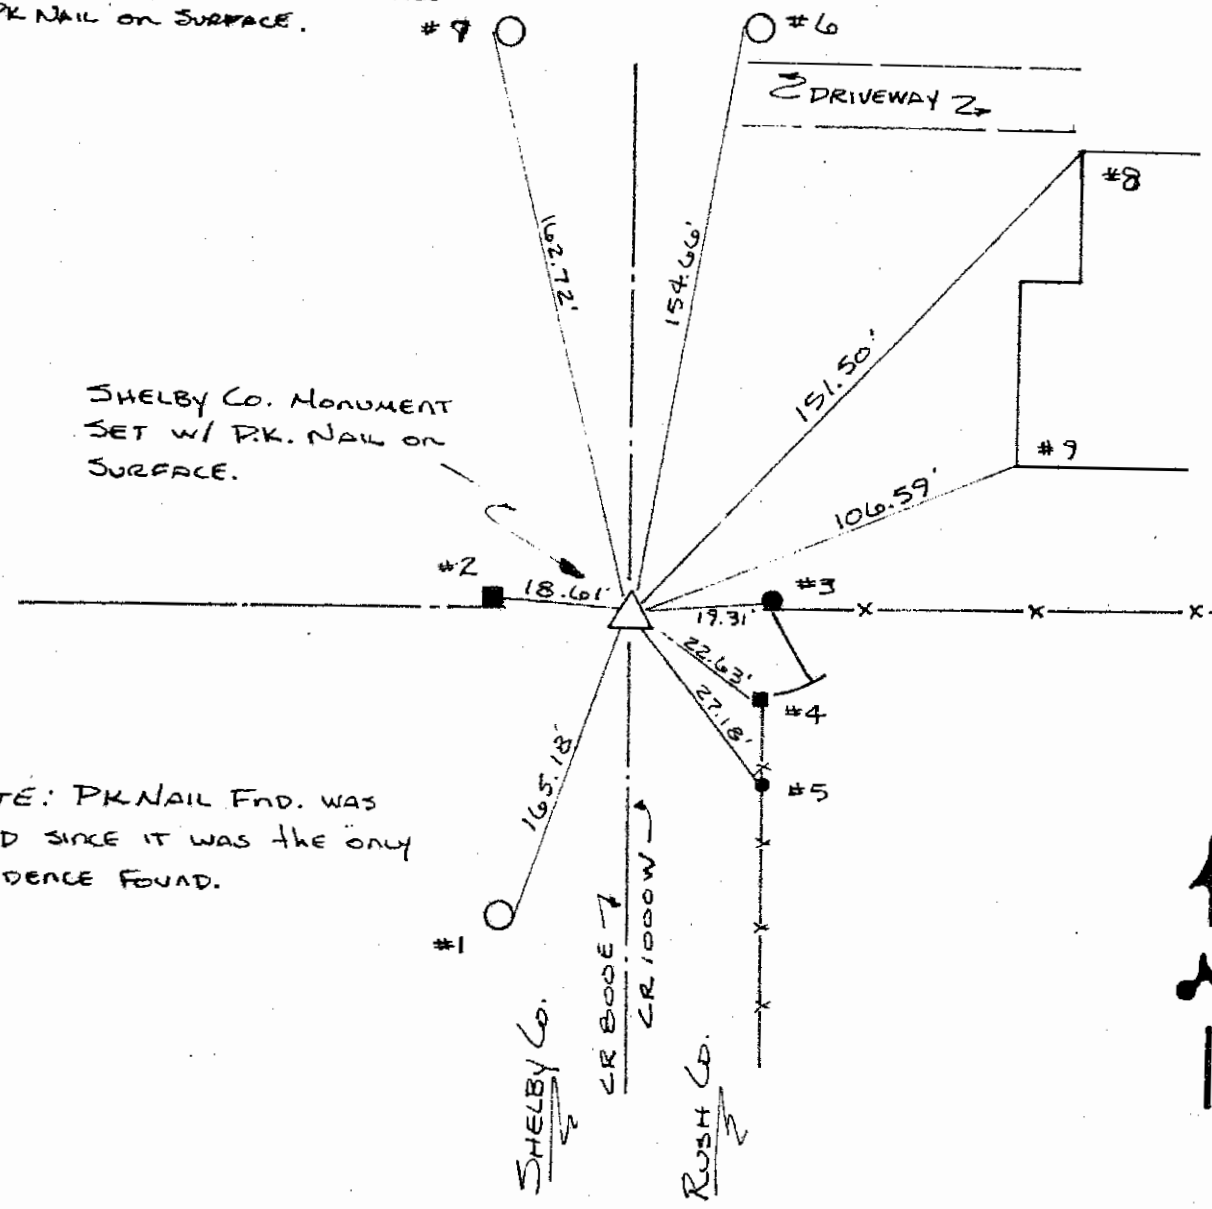 PK NAIL ON SURFACE.
#7
#6
DRIVEWAY
#8
162.72'
154.66'
151.50'
SHELBY CO. MONUMENT
SET W/ P.K. NAIL ON
SURFACE.
#9
106.59'
#2
18.61'
#3
19.31'
22.63'
#4
27.18'
#5
165.18'
TE: PK NAIL FND. WAS
D SINCE IT WAS the ONLY
DENCE FOUND.
#1
CR 800E
CR 1000W
SHELBY CO.
RUSH CO.